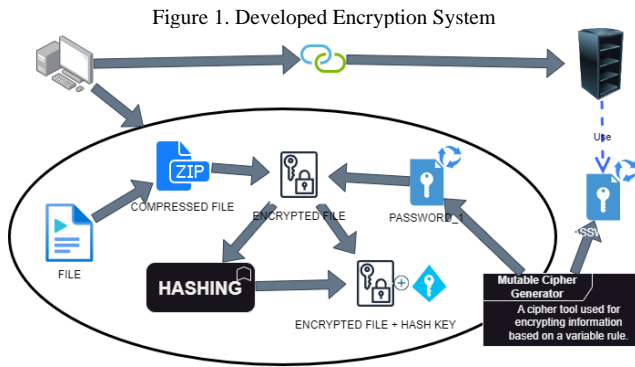 Figure 1. Developed Encryption System
Use
ZIP
COMPRESSED FILE
ENCRYPTED FILE
PASSWORD_1
FILE
HASHING
ENCRYPTED FILE + HASH KEY
Mutable Cipher
Generator
A cipher tool used for
encrypting information
based on a variable rule.